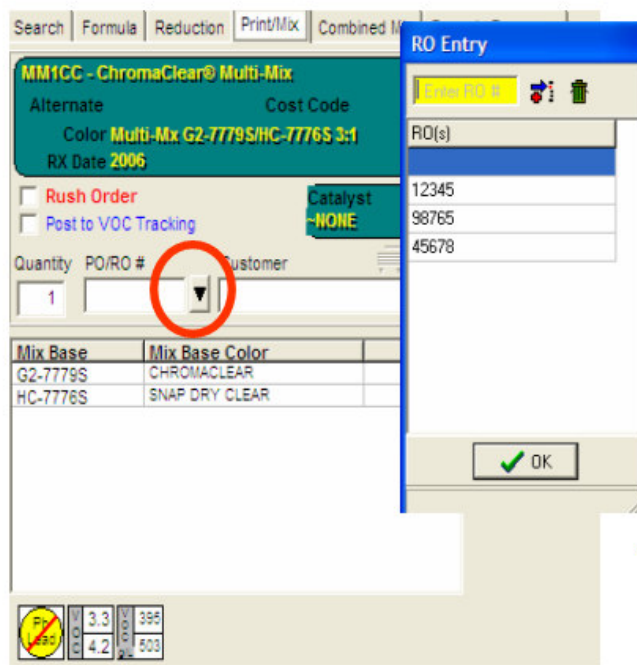 Search Formula Reduction Print/Mix Combined M
MM1CC - ChromaClear® Multi-Mix
Alternate Cost Code
Color Multi-Mx G2-7779S/HC-7776S 3:1
RX Date 2006
Rush Order
Post to VOC Tracking
Catalyst
~NONE
Quantity PO/RO # Customer
1
Mix Base Mix Base Color
G2-7779S CHROMACLEAR
HC-7776S SNAP DRY CLEAR
Pb Lead VOC 3.3 4.2 VOC gL 395 503
RO Entry
Enter RO #
RO(s)
12345
98765
45678
OK